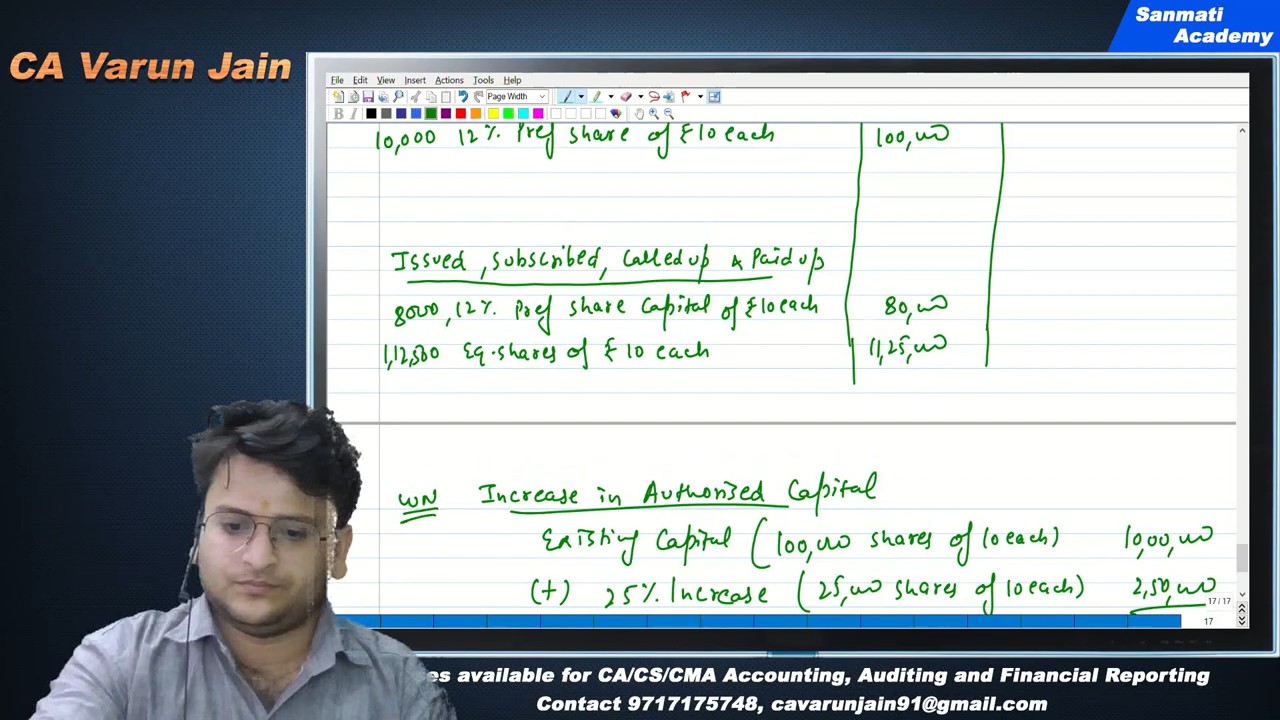 Sanmati
Academy
CA Varun Jain
File Edit View Insert Actions Tools Help
Page Width
B I
10,000 12% Pref share of ₹10 each 100,000
Issued, Subscribed, Called up & Paid up
8000, 12% Pref share Capital of ₹10 each 80,000
1,12,500 Eq. shares of ₹10 each 11,25,000
WN Increase in Authorised Capital
Existing Capital (100,000 shares of 10 each) 10,00,000
(+) 25% Increase (25,000 shares of 10 each) 2,50,000
17/17
17
es available for CA/CS/CMA Accounting, Auditing and Financial Reporting
Contact 9717175748, cavarunjain91@gmail.com